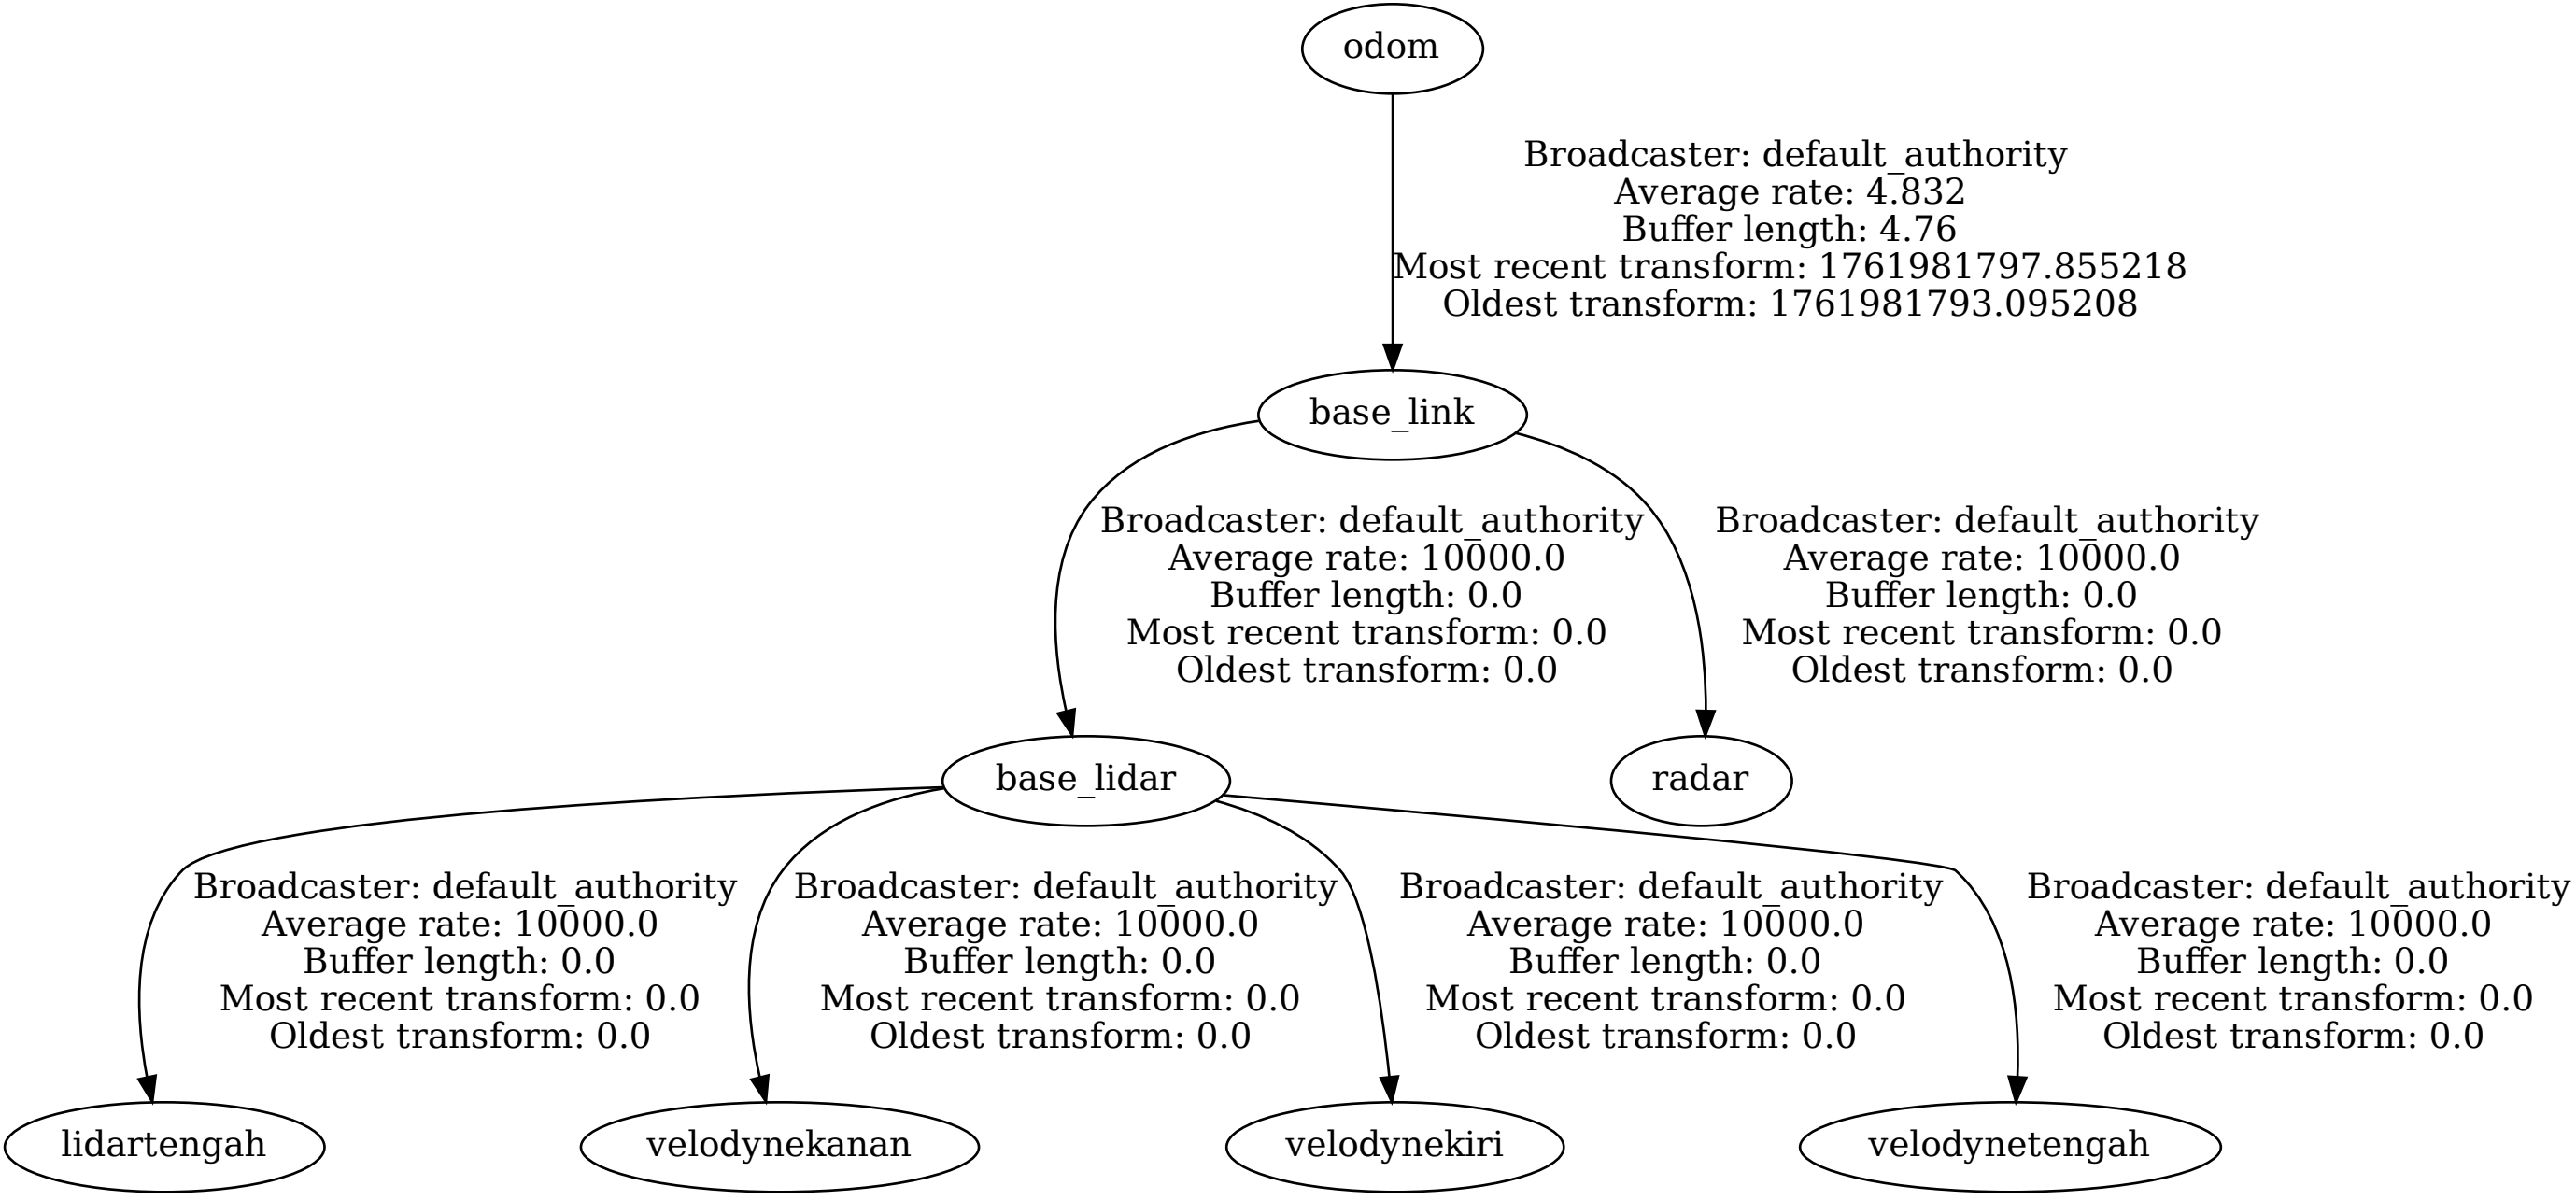 odom
Broadcaster: default_authority
Average rate: 4.832
Buffer length: 4.76
Most recent transform: 1761981797.855218
Oldest transform: 1761981793.095208
base_link
Broadcaster: default_authority
Average rate: 10000.0
Buffer length: 0.0
Most recent transform: 0.0
Oldest transform: 0.0
Broadcaster: default_authority
Average rate: 10000.0
Buffer length: 0.0
Most recent transform: 0.0
Oldest transform: 0.0
base_lidar
radar
Broadcaster: default_authority
Average rate: 10000.0
Buffer length: 0.0
Most recent transform: 0.0
Oldest transform: 0.0
Broadcaster: default_authority
Average rate: 10000.0
Buffer length: 0.0
Most recent transform: 0.0
Oldest transform: 0.0
Broadcaster: default_authority
Average rate: 10000.0
Buffer length: 0.0
Most recent transform: 0.0
Oldest transform: 0.0
Broadcaster: default_authority
Average rate: 10000.0
Buffer length: 0.0
Most recent transform: 0.0
Oldest transform: 0.0
lidartengah
velodynekanan
velodynekiri
velodynetengah